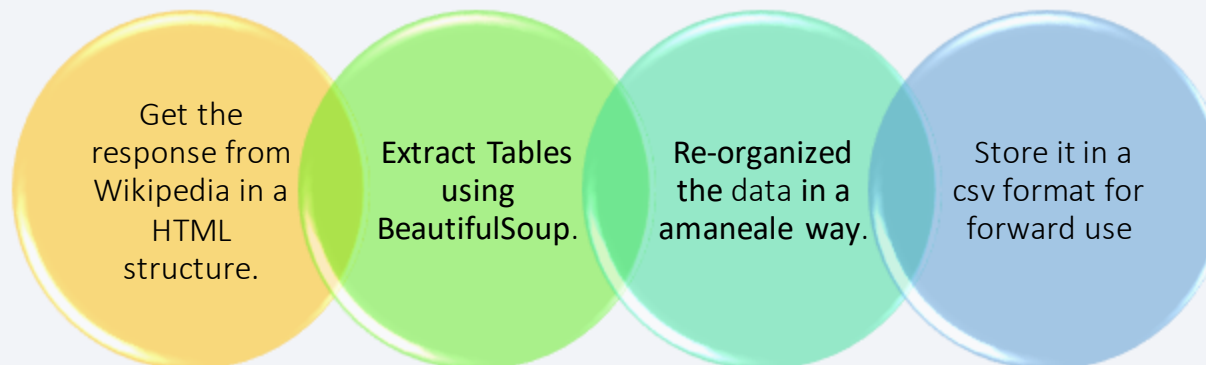 Get the
response from
Wikipedia in a
HTML
structure.
Extract Tables
using
BeautifulSoup.
Re-organized
the data in a
amaneale way.
Store it in a
csv format for
forward use